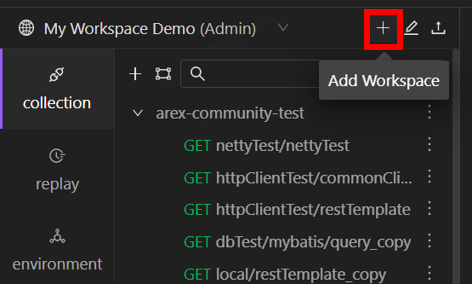 My Workspace Demo (Admin)
Add Workspace
collection
arex-community-test
GET nettyTest/nettyTest
GET httpClientTest/commonCli...
replay
GET httpClientTest/restTemplate
GET dbTest/mybatis/query_copy
environment
GET local/restTemplate_copy